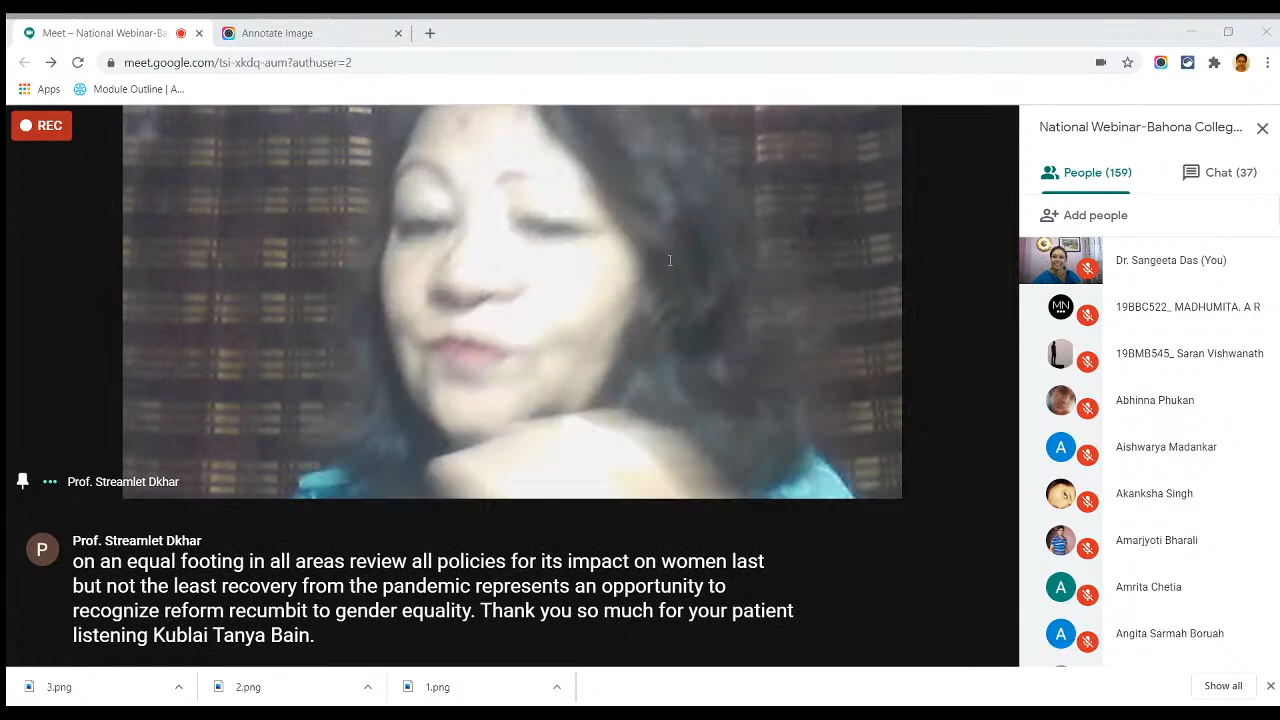 Meet – National Webinar-Ba
Annotate Image
meet.google.com/tsi-xkdq-aum?authuser=2
Apps
Module Outline | A...
REC
Prof. Streamlet Dkhar
Prof. Streamlet Dkhar
P
on an equal footing in all areas review all policies for its impact on women last
but not the least recovery from the pandemic represents an opportunity to
recognize reform recumbit to gender equality. Thank you so much for your patient
listening Kublai Tanya Bain.
National Webinar-Bahona Colleg...
People (159)
Chat (37)
Add people
Dr. Sangeeta Das (You)
MN
19BBC522_ MADHUMITA. A R
19BMB545_ Saran Vishwanath
Abhinna Phukan
A
Aishwarya Madankar
Akanksha Singh
Amarjyoti Bharali
A
Amrita Chetia
A
Angita Sarmah Boruah
3.png
2.png
1.png
Show all